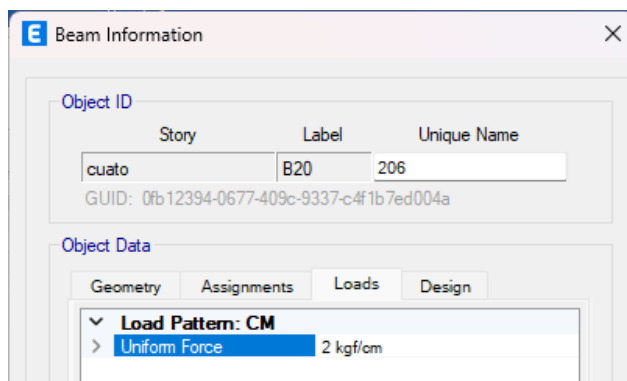 E Beam Information
Object ID
Story Label Unique Name
cuato B20 206
GUID: 0fb12394-0677-409c-9337-c4f1b7ed004a
Object Data
Geometry Assignments Loads Design
Load Pattern: CM
Uniform Force 2 kgf/cm